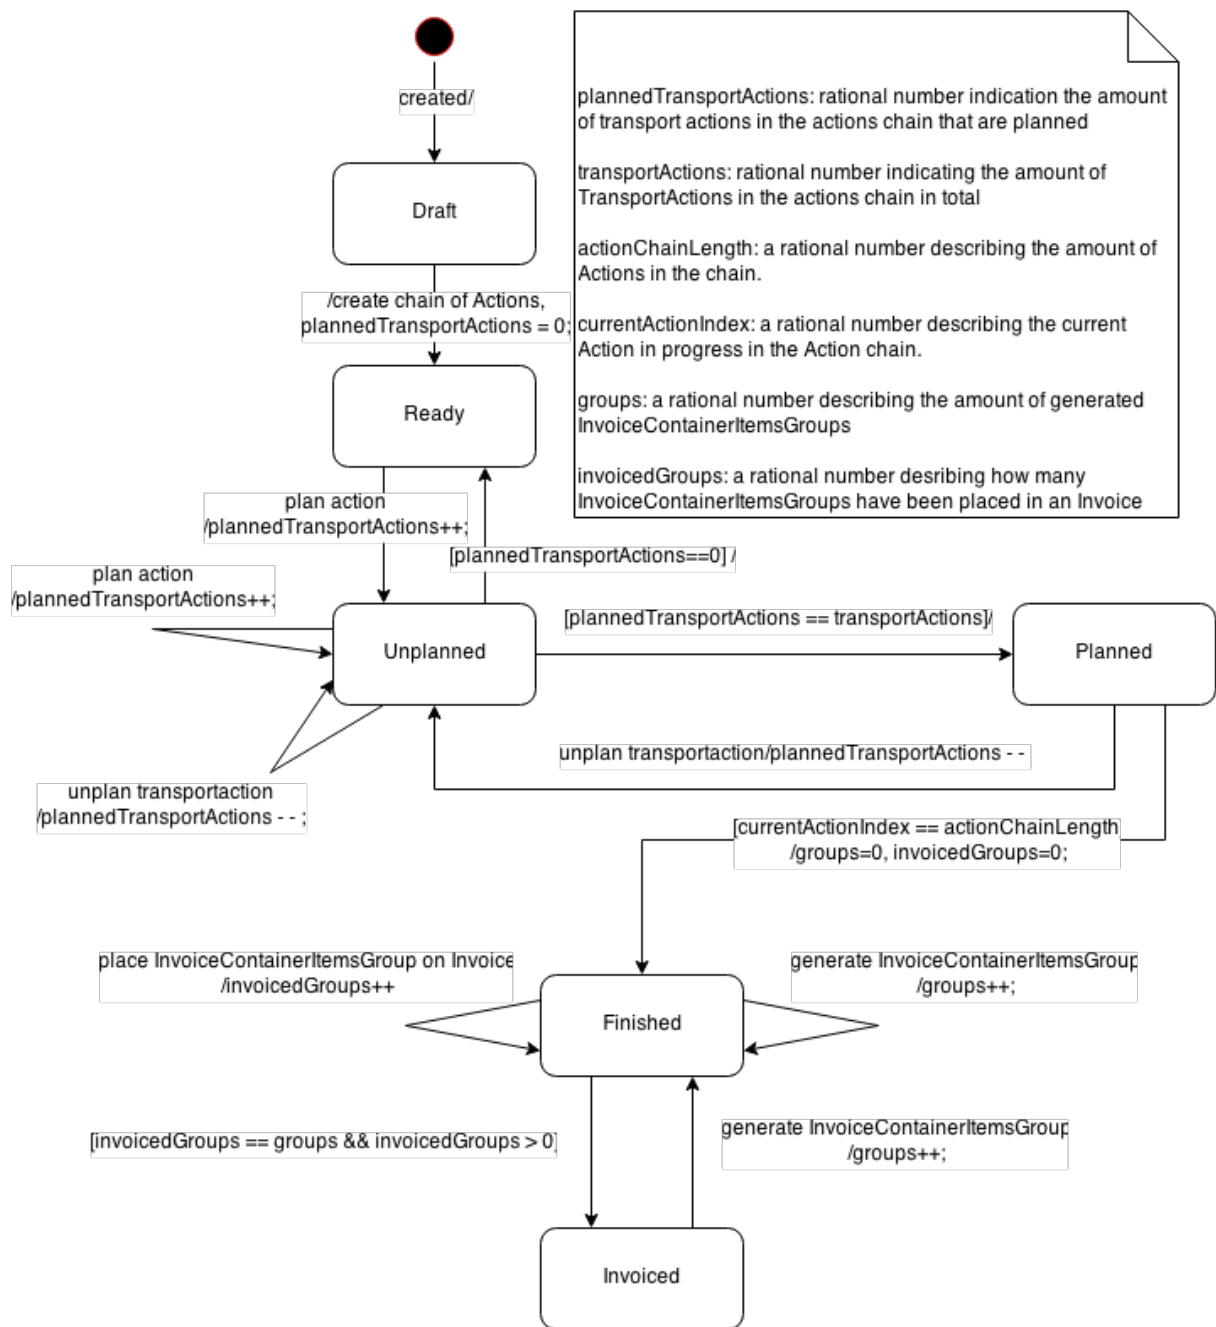 created/
plannedTransportActions: rational number indication the amount
of transport actions in the actions chain that are planned
transportActions: rational number indicating the amount of
TransportActions in the actions chain in total
actionChainLength: a rational number describing the amount of
Actions in the chain.
currentActionIndex: a rational number describing the current
Action in progress in the Action chain.
groups: a rational number describing the amount of generated
InvoiceContainerItemsGroups
invoicedGroups: a rational number desribing how many
InvoiceContainerItemsGroups have been placed in an Invoice
Draft
/create chain of Actions,
plannedTransportActions = 0;
Ready
plan action
/plannedTransportActions++;
[plannedTransportActions==0] /
plan action
/plannedTransportActions++;
Unplanned
[plannedTransportActions == transportActions]/
Planned
unplan transportaction/plannedTransportActions - -
unplan transportaction
/plannedTransportActions - - ;
[currentActionIndex == actionChainLength
/groups=0, invoicedGroups=0;
place InvoiceContainerItemsGroup on Invoice
/invoicedGroups++
generate InvoiceContainerItemsGroup
/groups++;
Finished
[invoicedGroups == groups && invoicedGroups > 0]
generate InvoiceContainerItemsGroup
/groups++;
Invoiced